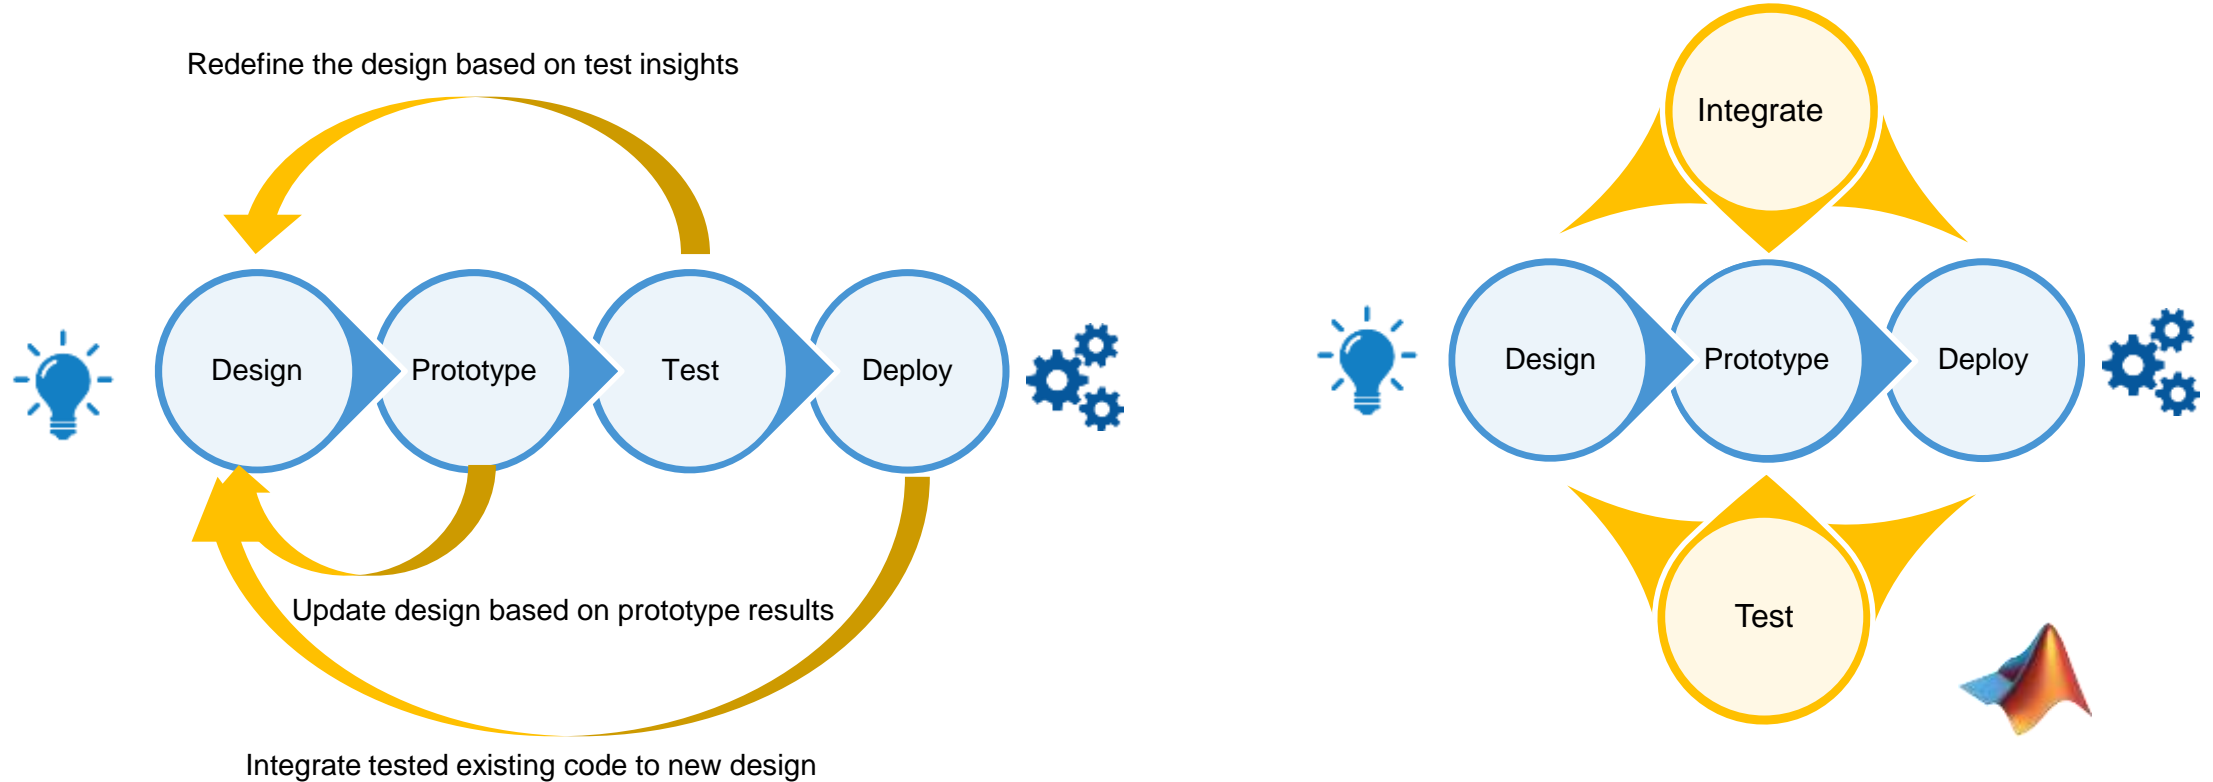 Redefine the design based on test insights
Design
Prototype
Test
Deploy
Update design based on prototype results
Integrate tested existing code to new design
Integrate
Design
Prototype
Deploy
Test